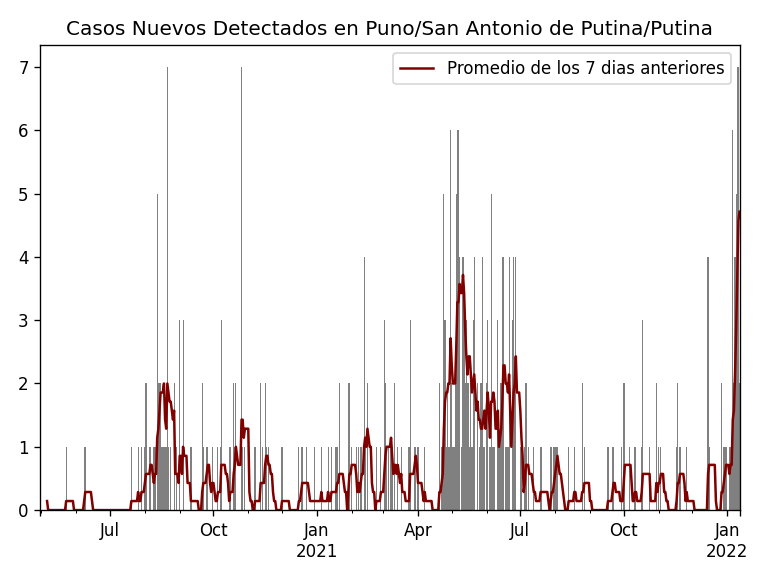 Casos Nuevos Detectados en Puno/San Antonio de Putina/Putina
Promedio de los 7 dias anteriores
7
6
5
4
3
2
1
0
Jul
Oct
Jan
2021
Apr
Jul
Oct
Jan
2022